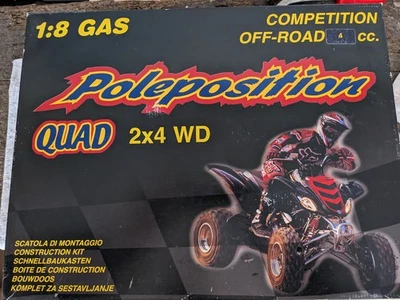 1:8 GAS
COMPETITION
OFF-ROAD 4 cc.
Poleposition
QUAD 2x4 WD
SCATOLA DI MONTAGGIO
CONSTRUCTION KIT
SCHNELLBAUKASTEN
BOITE DE CONSTRUCTION
BOUWDOOS
KOMPLET ZA SESTAVLJANJE